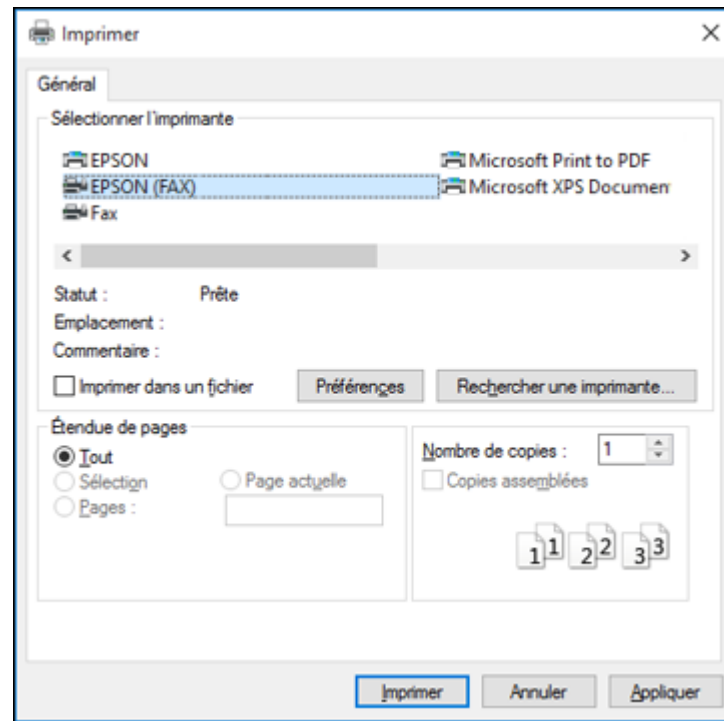 Imprimer
Général
Sélectionner l'imprimante
EPSON
Microsoft Print to PDF
EPSON (FAX)
Microsoft XPS Documen
Fax
Statut : Prête
Emplacement :
Commentaire :
Imprimer dans un fichier
Préférences
Rechercher une imprimante...
Étendue de pages
Tout
Sélection
Page actuelle
Pages :
Nombre de copies : 1
Copies assemblées
1 1 2 2 3 3
Imprimer
Annuler
Appliquer